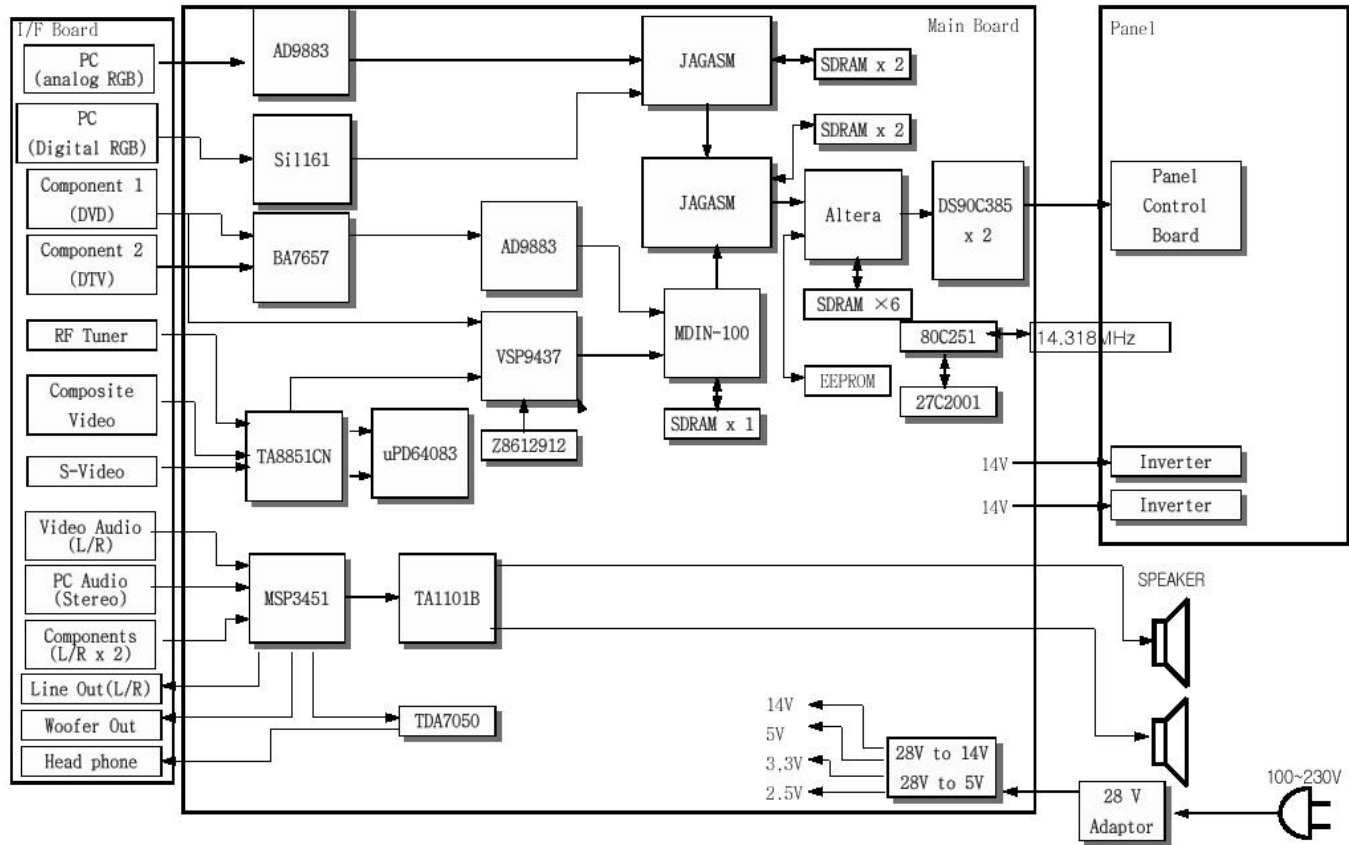 I/F Board
Main Board
Panel
PC
(analog RGB)
PC
(Digital RGB)
Component 1
(DVD)
Component 2
(DTV)
RF Tuner
Composite
Video
S-Video
Video Audio
(L/R)
PC Audio
(Stereo)
Components
(L/R x 2)
Line Out(L/R)
Woofer Out
Head phone
AD9883
Sil161
BA7657
AD9883
VSP9437
TA8851CN
uPD64083
Z8612912
MSP3451
TA1101B
TDA7050
JAGASM
SDRAM x 2
SDRAM x 2
JAGASM
MDIN-100
SDRAM x 1
Altera
SDRAM ×6
EEPROM
DS90C385
x 2
80C251
27C2001
14.318MHz
Panel
Control
Board
14V
Inverter
14V
Inverter
SPEAKER
14V
5V
3.3V
2.5V
28V to 14V
28V to 5V
28 V
Adaptor
100~230V